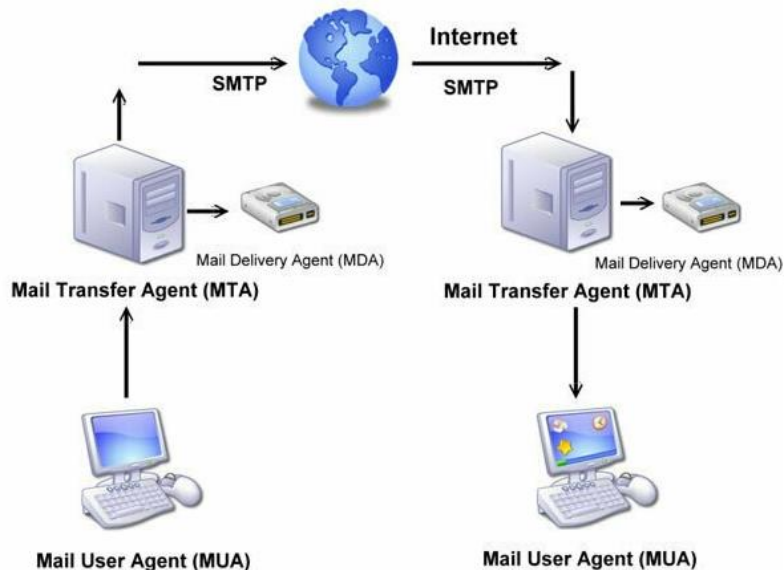 Internet
SMTP
SMTP
Mail Delivery Agent (MDA)
Mail Delivery Agent (MDA)
Mail Transfer Agent (MTA)
Mail Transfer Agent (MTA)
Mail User Agent (MUA)
Mail User Agent (MUA)